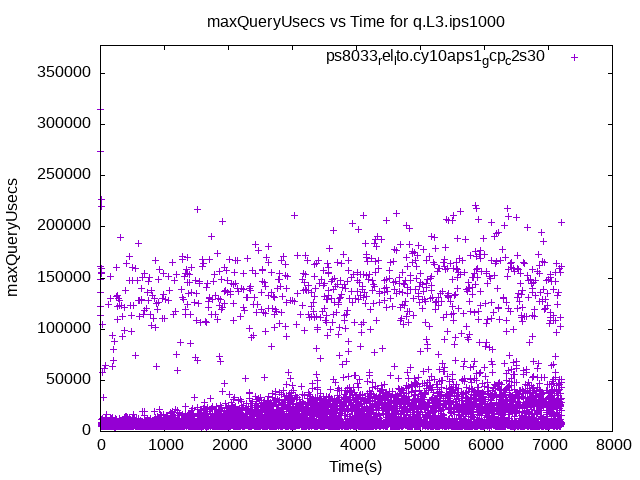 maxQueryUsecs vs Time for q.L3.ips1000
ps8033relito.cy10aps1gcpc2s30
maxQueryUsecs
350000
300000
250000
200000
150000
100000
50000
0
0 1000 2000 3000 4000 5000 6000 7000 8000
Time(s)